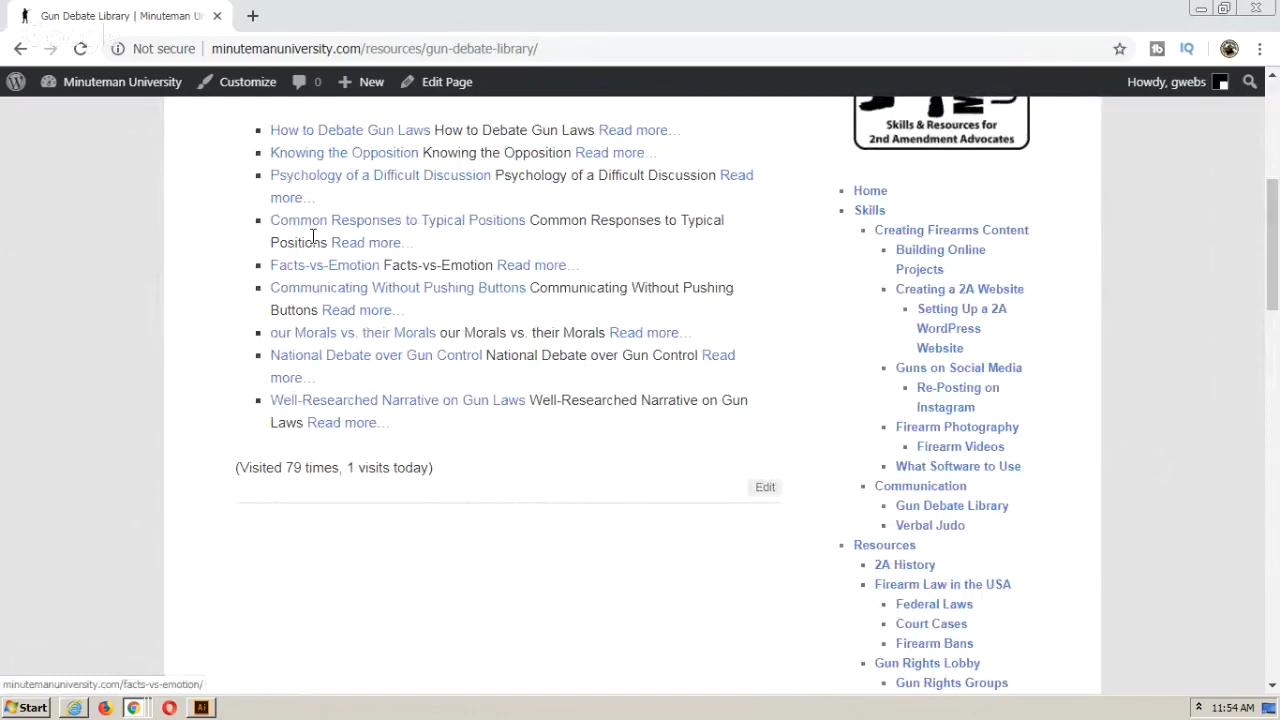 Gun Debate Library | Minuteman U
Not secure
minutemanuniversity.com/resources/gun-debate-library/
Minuteman University
Customize
0
New
Edit Page
Howdy, gwebs
How to Debate Gun Laws How to Debate Gun Laws Read more…
Knowing the Opposition Knowing the Opposition Read more…
Psychology of a Difficult Discussion Psychology of a Difficult Discussion Read
more…
Common Responses to Typical Positions Common Responses to Typical
Positions Read more…
Facts-vs-Emotion Facts-vs-Emotion Read more…
Communicating Without Pushing Buttons Communicating Without Pushing
Buttons Read more…
our Morals vs. their Morals our Morals vs. their Morals Read more…
National Debate over Gun Control National Debate over Gun Control Read
more…
Well-Researched Narrative on Gun Laws Well-Researched Narrative on Gun
Laws Read more…
(Visited 79 times, 1 visits today)
Edit
Skills & Resources for
2nd Amendment Advocates
Home
Skills
Creating Firearms Content
Building Online
Projects
Creating a 2A Website
Setting Up a 2A
WordPress
Website
Guns on Social Media
Re-Posting on
Instagram
Firearm Photography
Firearm Videos
What Software to Use
Communication
Gun Debate Library
Verbal Judo
Resources
2A History
Firearm Law in the USA
Federal Laws
Court Cases
Firearm Bans
Gun Rights Lobby
Gun Rights Groups
minutemanuniversity.com/facts-vs-emotion/
Start
Ai
11:54 AM